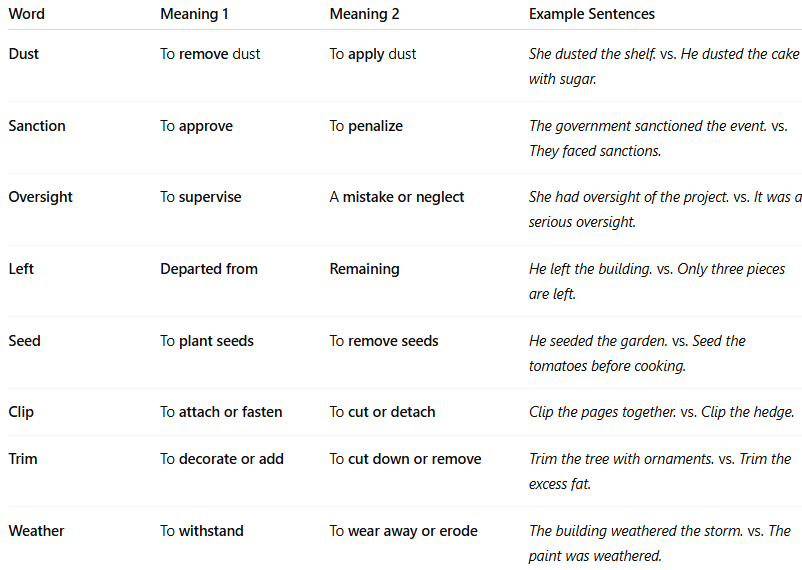 Word Meaning 1 Meaning 2 Example Sentences
Dust To remove dust To apply dust She dusted the shelf. vs. He dusted the cake
with sugar.
Sanction To approve To penalize The government sanctioned the event. vs.
They faced sanctions.
Oversight To supervise A mistake or neglect She had oversight of the project. vs. It was a
serious oversight.
Left Departed from Remaining He left the building. vs. Only three pieces
are left.
Seed To plant seeds To remove seeds He seeded the garden. vs. Seed the
tomatoes before cooking.
Clip To attach or fasten To cut or detach Clip the pages together. vs. Clip the hedge.
Trim To decorate or add To cut down or remove Trim the tree with ornaments. vs. Trim the
excess fat.
Weather To withstand To wear away or erode The building weathered the storm. vs. The
paint was weathered.